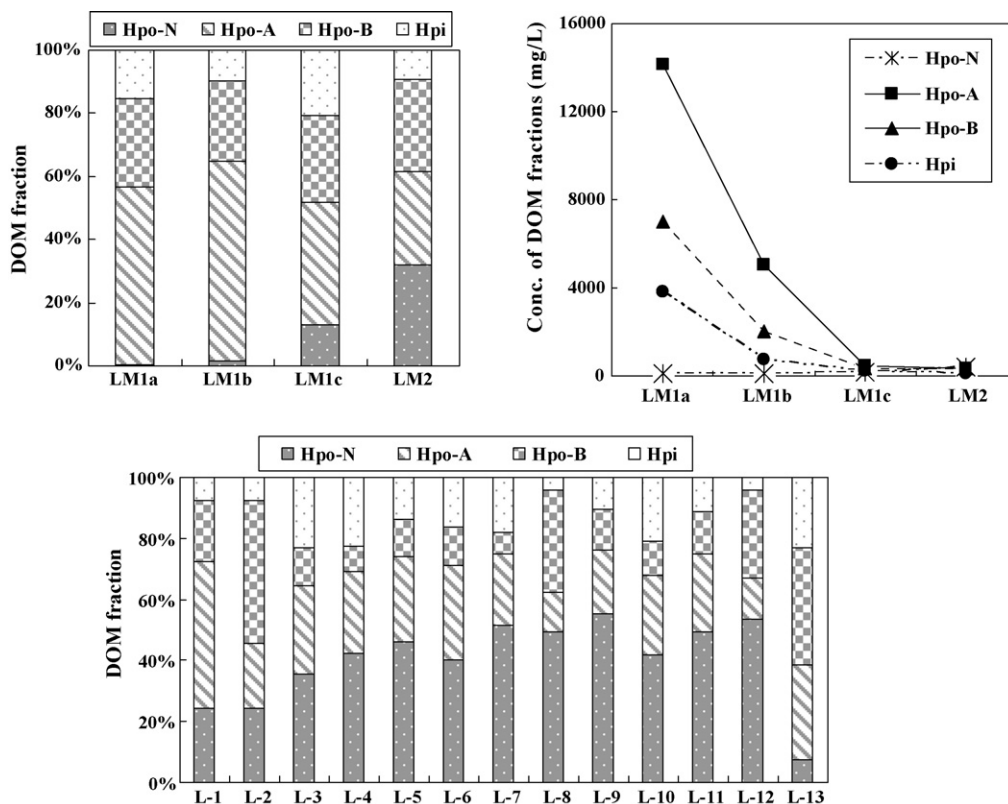 Hpo-N Hpo-A Hpo-B Hpi
100%
80%
60%
40%
20%
0%
DOM fraction
LM1a LM1b LM1c LM2
16000
12000
8000
4000
0
Conc. of DOM fractions (mg/L)
Hpo-N
Hpo-A
Hpo-B
Hpi
LM1a LM1b LM1c LM2
Hpo-N Hpo-A Hpo-B Hpi
100%
80%
60%
40%
20%
0%
DOM fraction
L-1 L-2 L-3 L-4 L-5 L-6 L-7 L-8 L-9 L-10 L-11 L-12 L-13